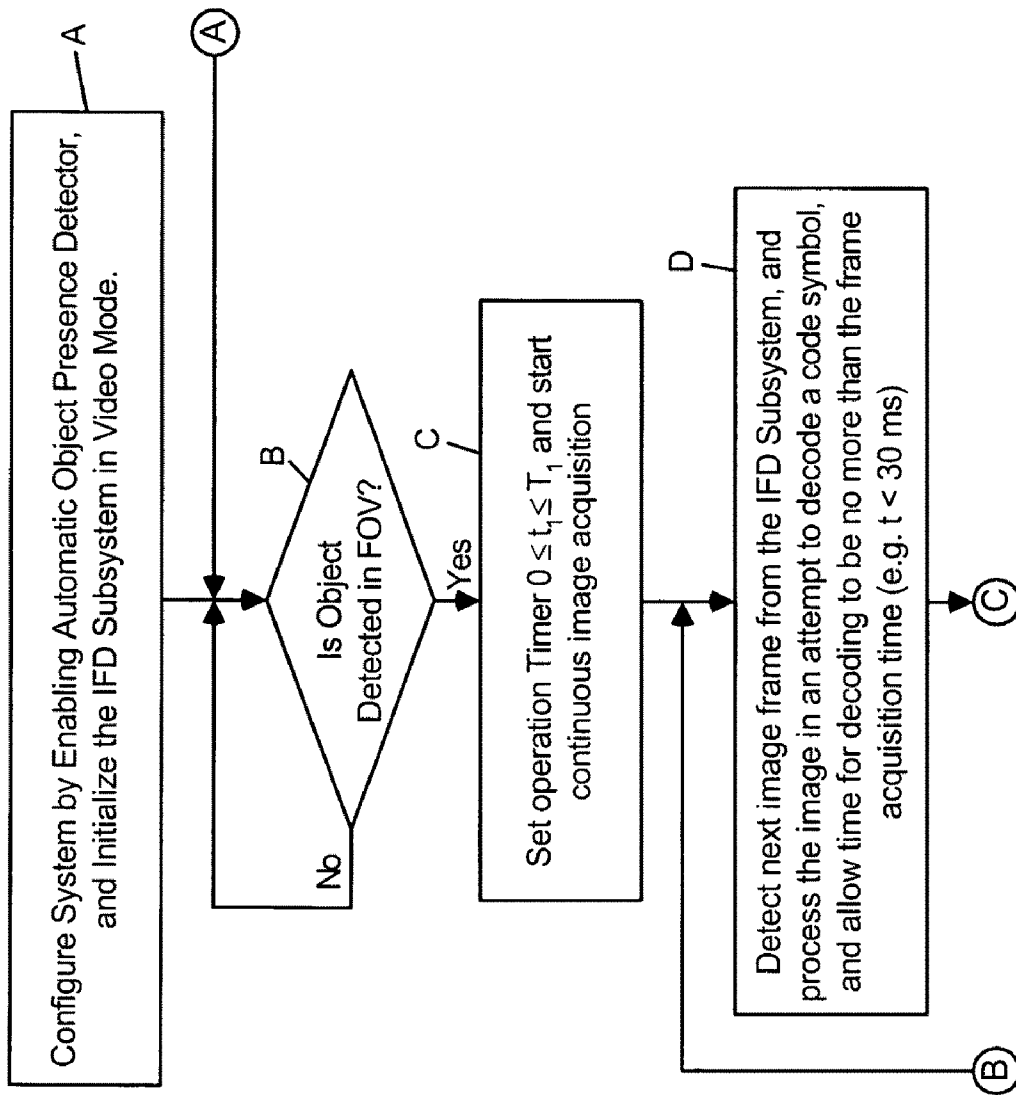 Configure System by Enabling Automatic Object Presence Detector,
and Initialize the IFD Subsystem in Video Mode.
A
A
Is Object
Detected in FOV?
B
No
Yes
Set operation Timer 0 ≤ t₁ ≤ T₁ and start
continuous image acquisition
C
Detect next image frame from the IFD Subsystem, and
process the image in an attempt to decode a code symbol,
and allow time for decoding to be no more than the frame
acquisition time (e.g. t < 30 ms)
D
B
C